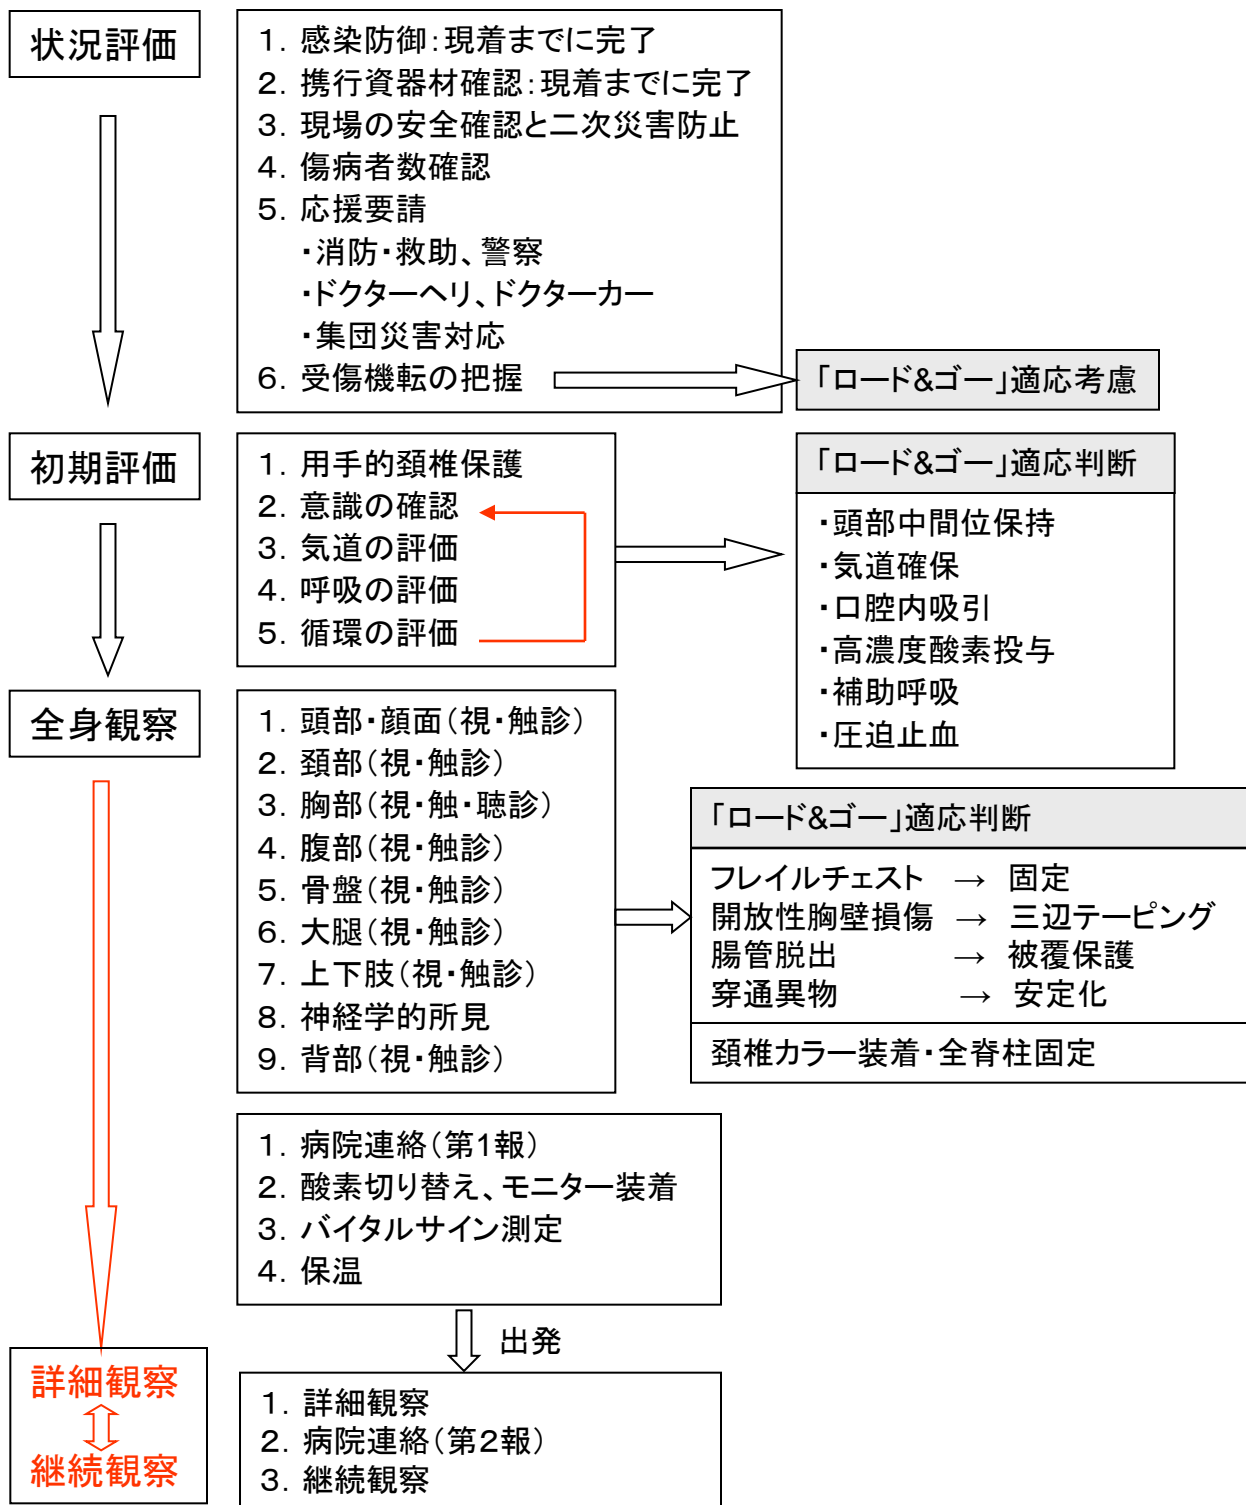 状況評価
1. 感染防御:現着までに完了
2. 携行資器材確認:現着までに完了
3. 現場の安全確認と二次災害防止
4. 傷病者数確認
5. 応援要請
・消防・救助、警察
・ドクターヘリ、ドクターカー
・集団災害対応
6. 受傷機転の把握
「ロード&ゴー」適応考慮
初期評価
1. 用手的頚椎保護
2. 意識の確認
3. 気道の評価
4. 呼吸の評価
5. 循環の評価
「ロード&ゴー」適応判断
・頭部中間位保持
・気道確保
・口腔内吸引
・高濃度酸素投与
・補助呼吸
・圧迫止血
全身観察
1. 頭部・顔面(視・触診)
2. 頚部(視・触診)
3. 胸部(視・触・聴診)
4. 腹部(視・触診)
5. 骨盤(視・触診)
6. 大腿(視・触診)
7. 上下肢(視・触診)
8. 神経学的所見
9. 背部(視・触診)
「ロード&ゴー」適応判断
フレイルチェスト → 固定
開放性胸壁損傷 → 三辺テーピング
腸管脱出 → 被覆保護
穿通異物 → 安定化
頚椎カラー装着・全脊柱固定
1. 病院連絡(第1報)
2. 酸素切り替え、モニター装着
3. バイタルサイン測定
4. 保温
出発
詳細観察
継続観察
1. 詳細観察
2. 病院連絡(第2報)
3. 継続観察